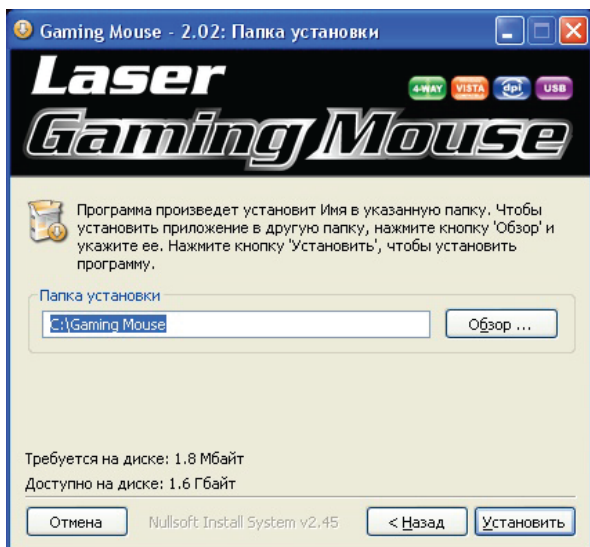 Gaming Mouse - 2.02: Папка установки
Laser
4-WAY VISTA dpi USB
Gaming Mouse
Программа произведет установит Имя в указанную папку. Чтобы
установить приложение в другую папку, нажмите кнопку 'Обзор' и
укажите ее. Нажмите кнопку 'Установить', чтобы установить
программу.
Папка установки
C:\Gaming Mouse
Обзор ...
Требуется на диске: 1.8 Мбайт
Доступно на диске: 1.6 Гбайт
Отмена
Nullsoft Install System v2.45
< Назад
Установить